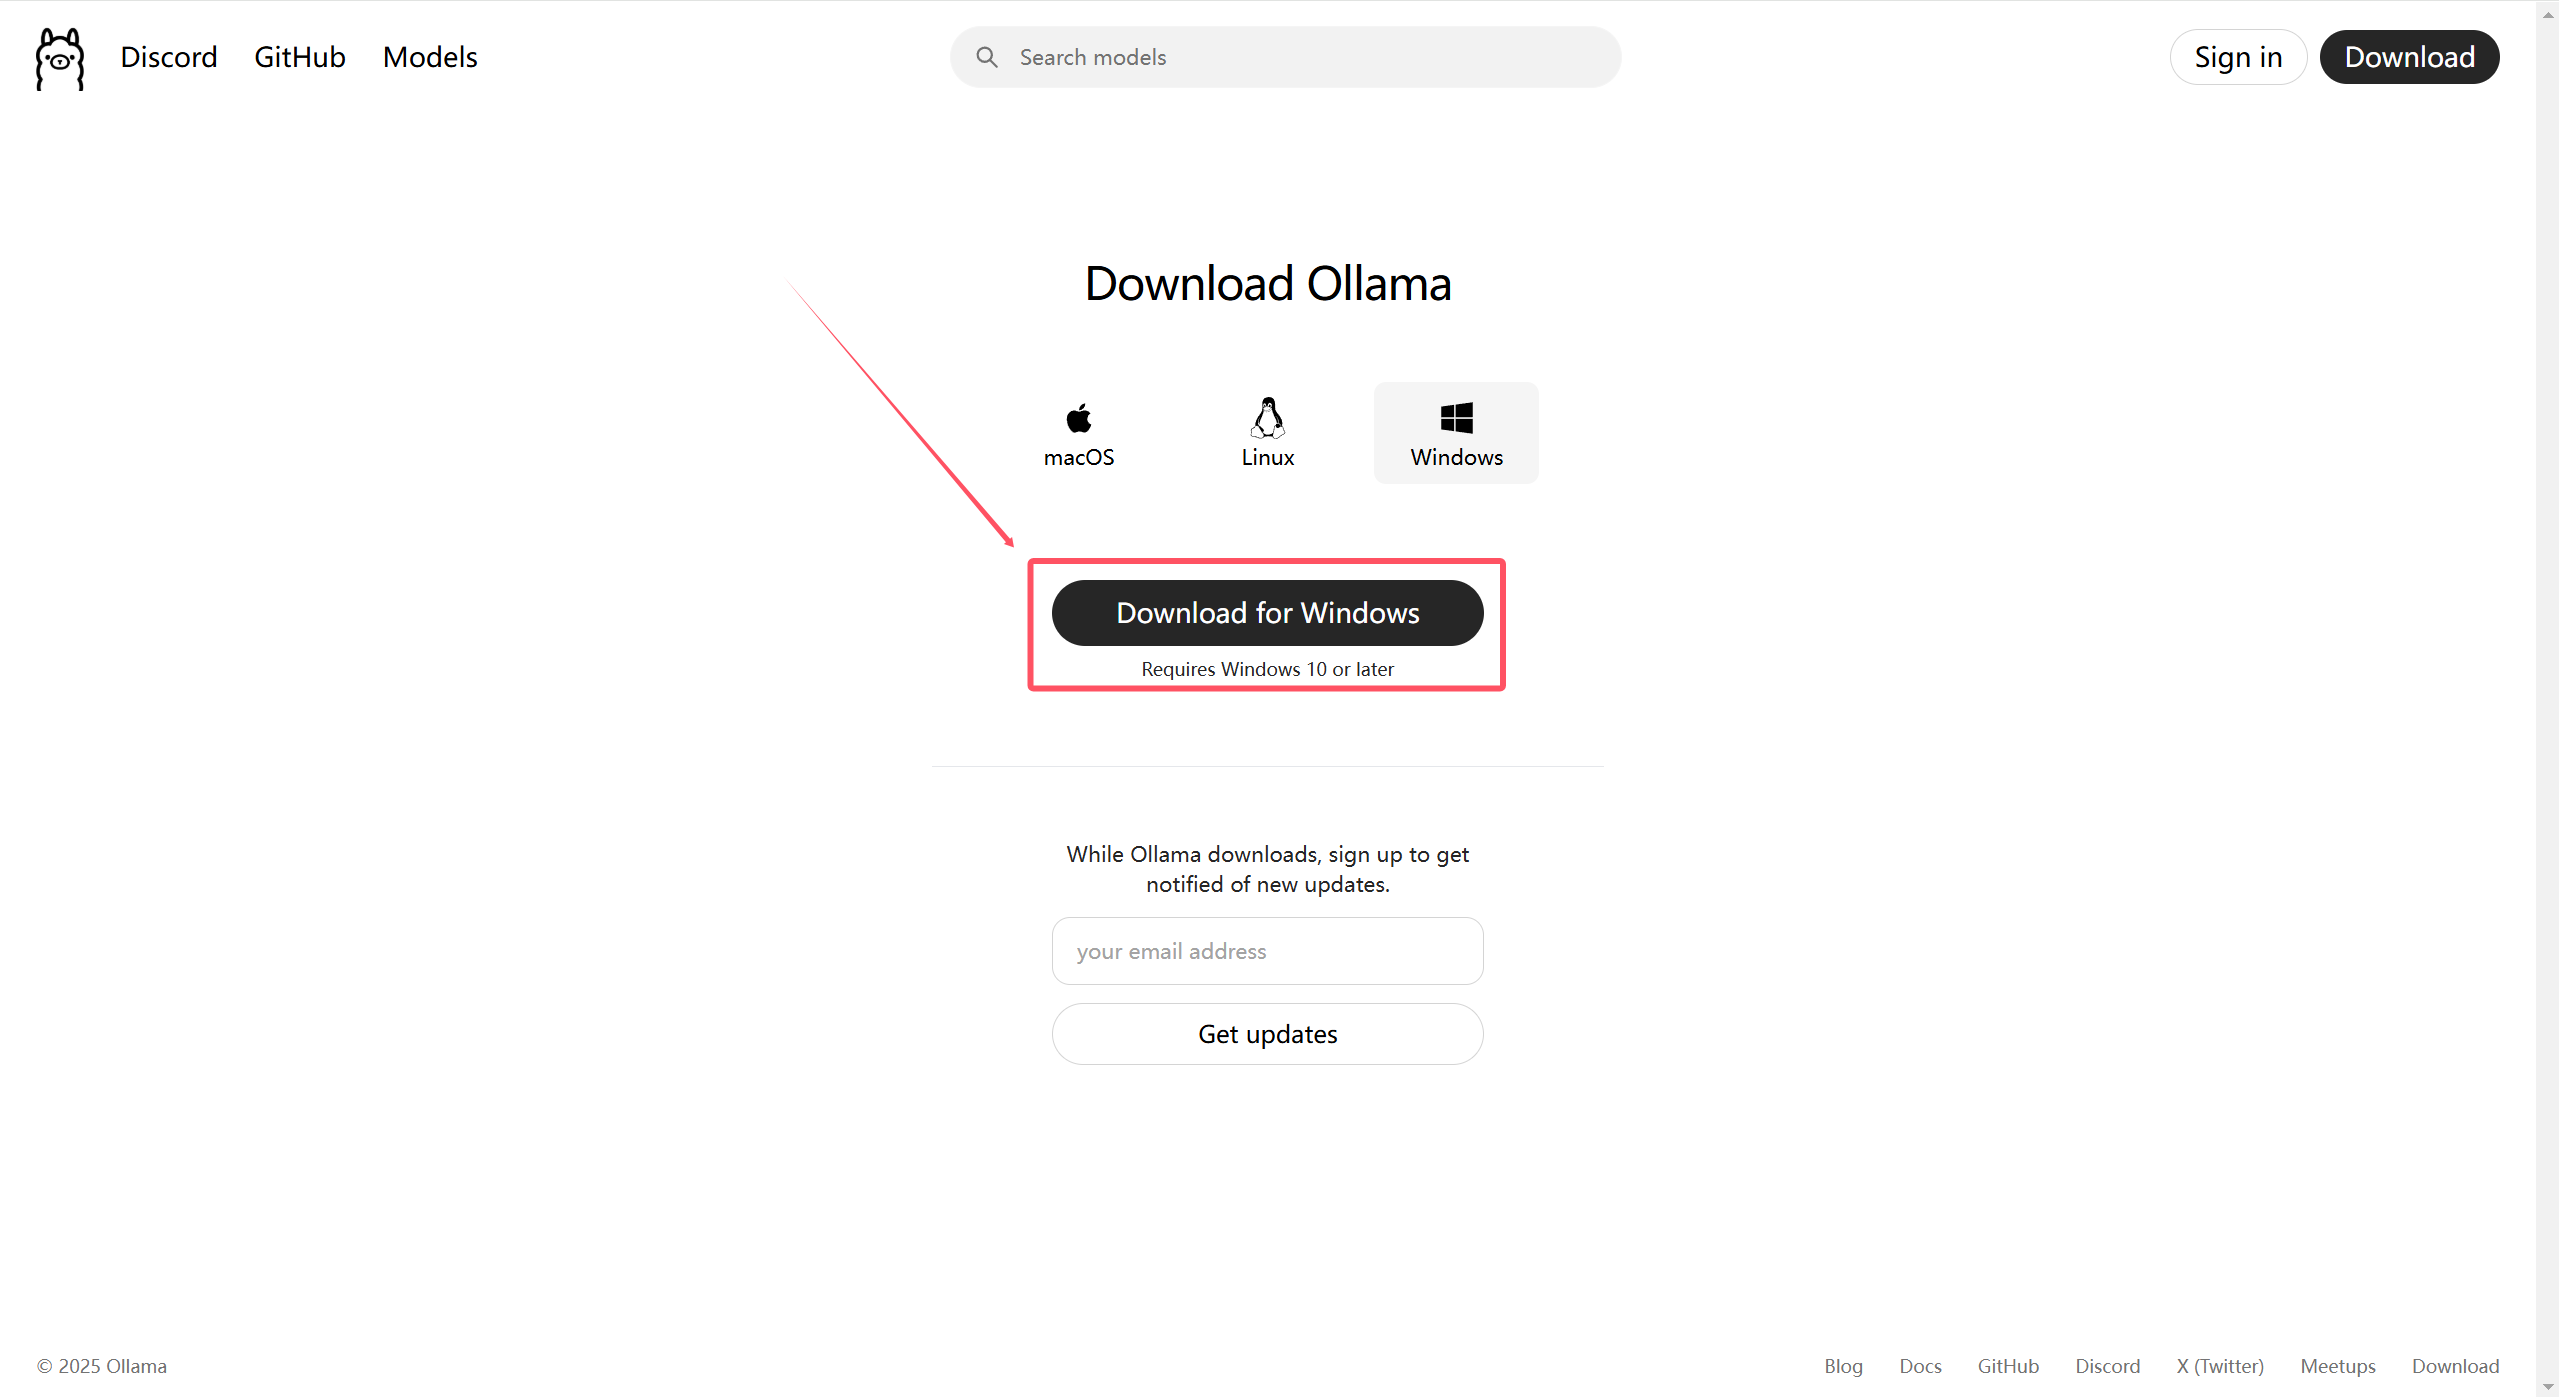 Discord GitHub Models Search models Sign in Download
Download Ollama
macOS Linux Windows
Download for Windows
Requires Windows 10 or later
While Ollama downloads, sign up to get
notified of new updates.
your email address
Get updates
© 2025 Ollama Blog Docs GitHub Discord X (Twitter) Meetups Download